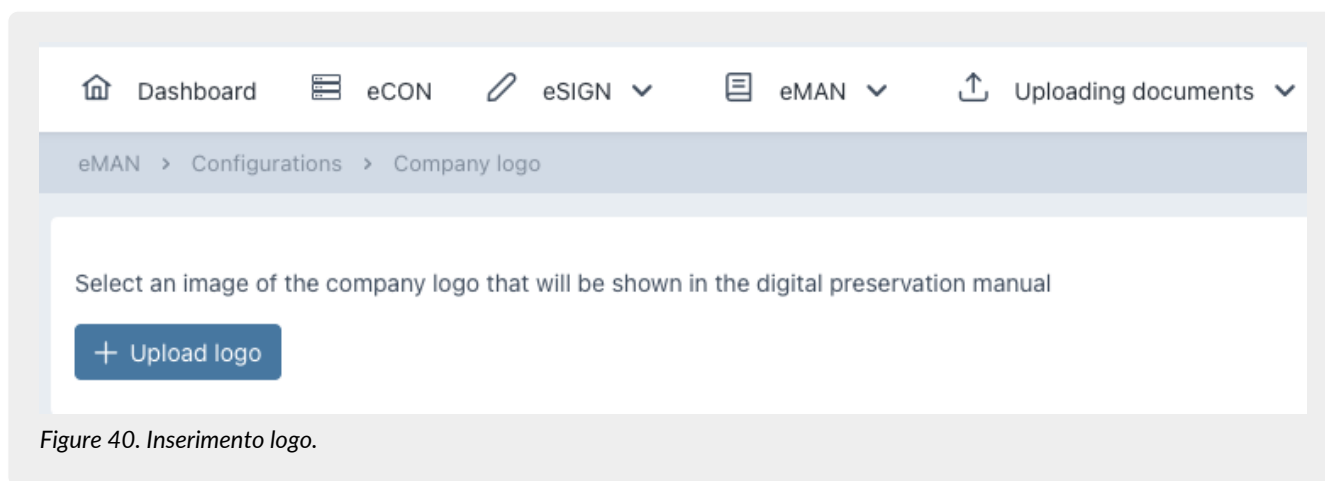 Dashboard eCON eSIGN eMAN Uploading documents
eMAN > Configurations > Company logo
Select an image of the company logo that will be shown in the digital preservation manual
+ Upload logo
Figure 40. Inserimento logo.